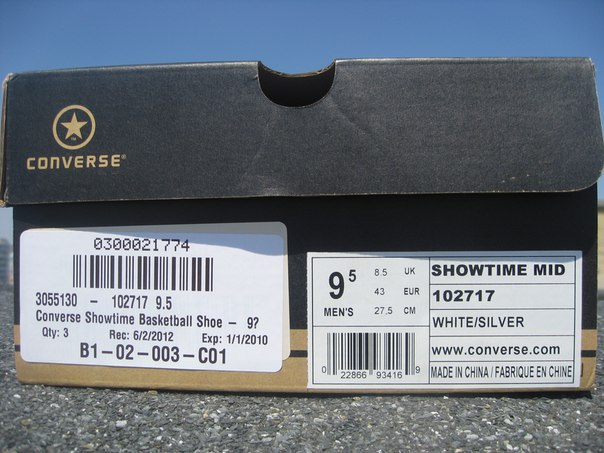 CONVERSE®
0300021774
3055130 - 102717 9.5
Converse Showtime Basketball Shoe - 9?
Qty: 3 Rec: 6/2/2012 Exp: 1/1/2010
B1-02-003-C01
9 5 8.5 UK
43 EUR
MEN'S 27.5 CM
0 22866 93416 9
SHOWTIME MID
102717
WHITE/SILVER
www.converse.com
MADE IN CHINA / FABRIQUE EN CHINE